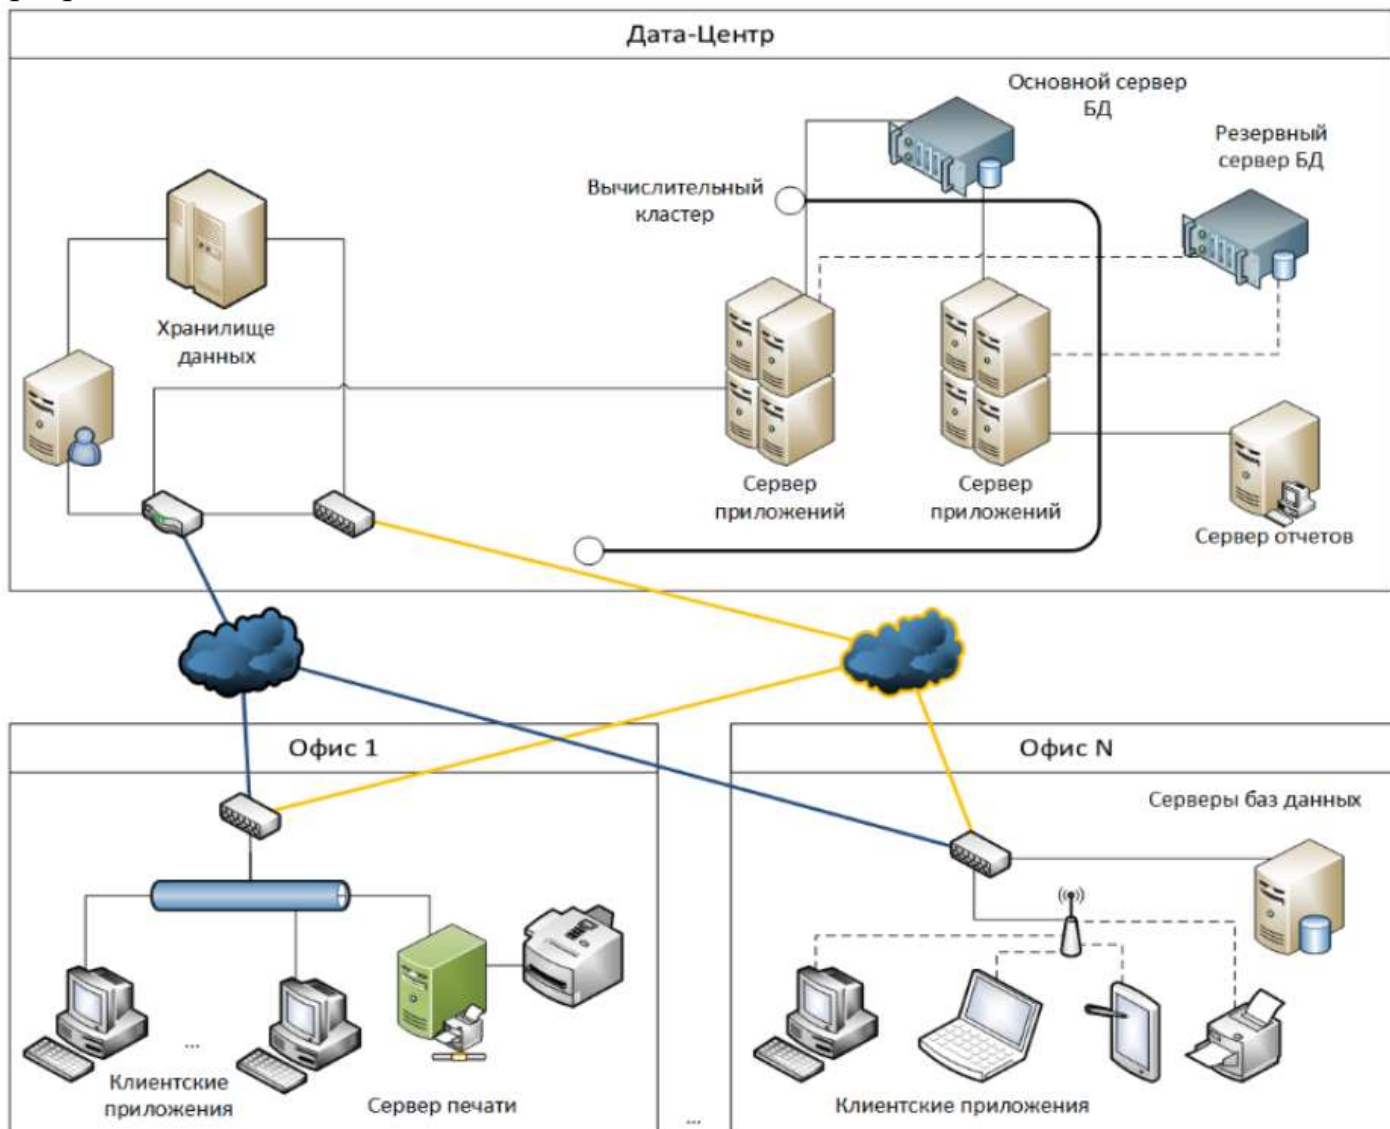 Дата-Центр
Основной сервер
БД
Резервный
сервер БД
Вычислительный
кластер
Хранилище
данных
Сервер
приложений
Сервер
приложений
Сервер отчетов
Офис 1
Офис N
Серверы баз данных
...
Клиентские
приложения
Сервер печати
Клиентские приложения
...